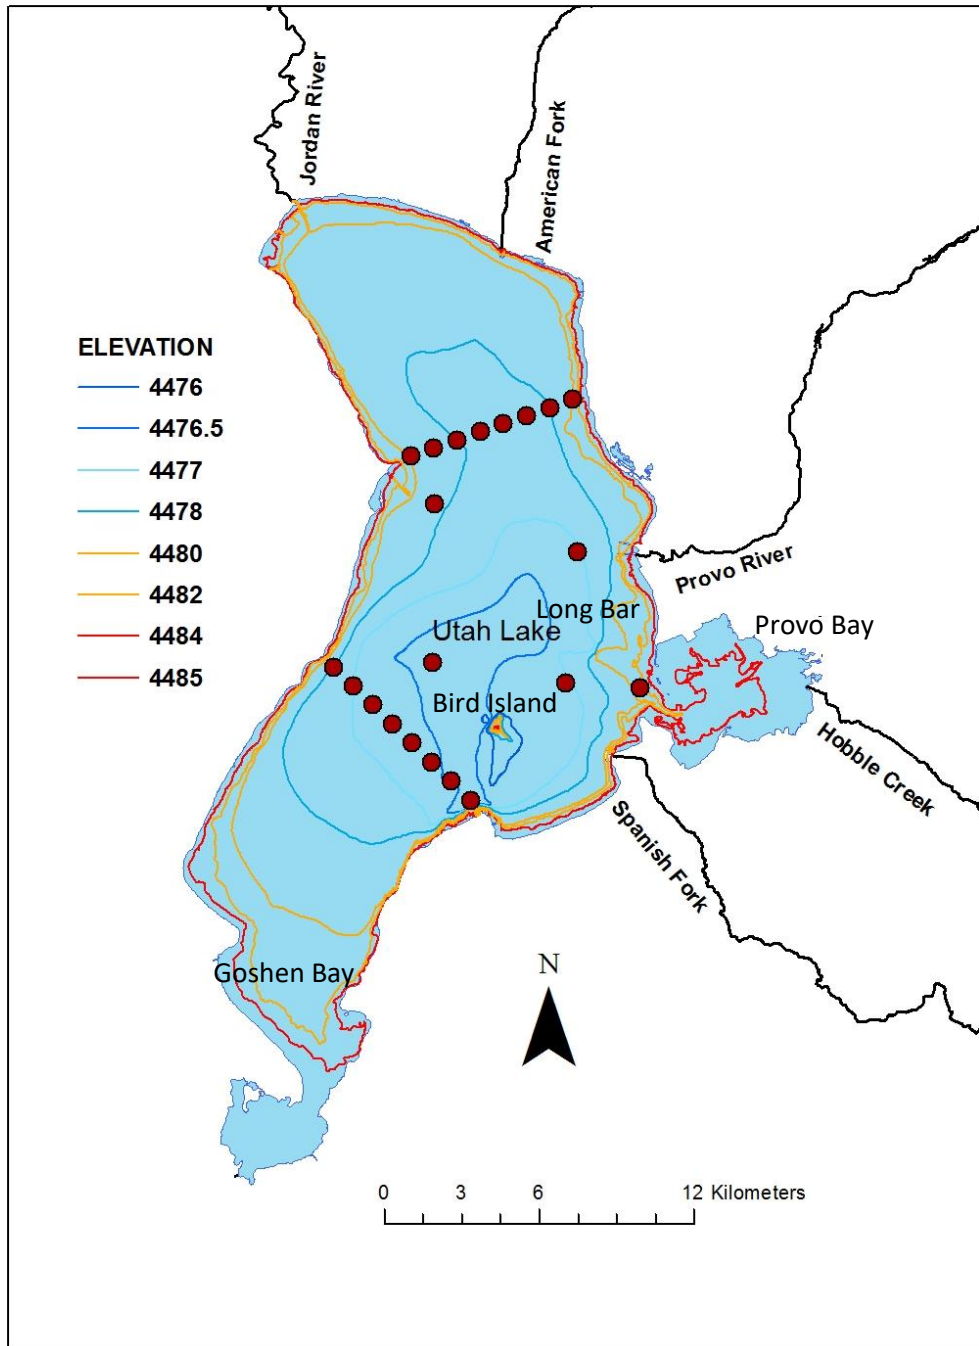 Jordan River
American Fork
ELEVATION
4476
4476.5
4477
4478
4480
4482
4484
4485
Provo River
Long Bar
Provo Bay
Utah Lake
Bird Island
Hobble Creek
Spanish Fork
Goshen Bay
N
0 3 6 12 Kilometers